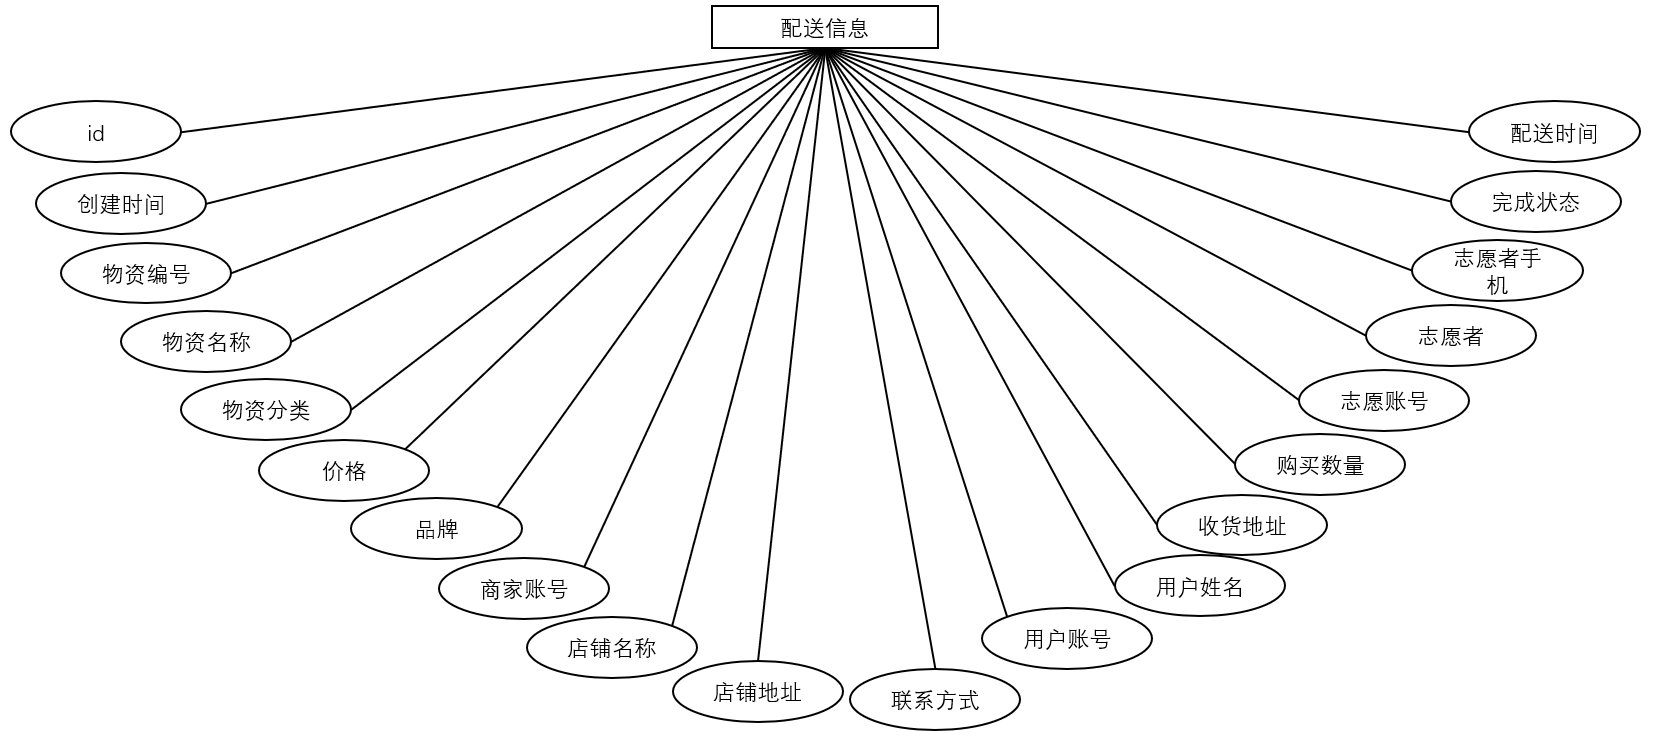 配送信息
id
创建时间
物资编号
物资名称
物资分类
价格
品牌
商家账号
店铺名称
店铺地址
联系方式
用户账号
用户姓名
收货地址
购买数量
志愿账号
志愿者
志愿者手
机
完成状态
配送时间